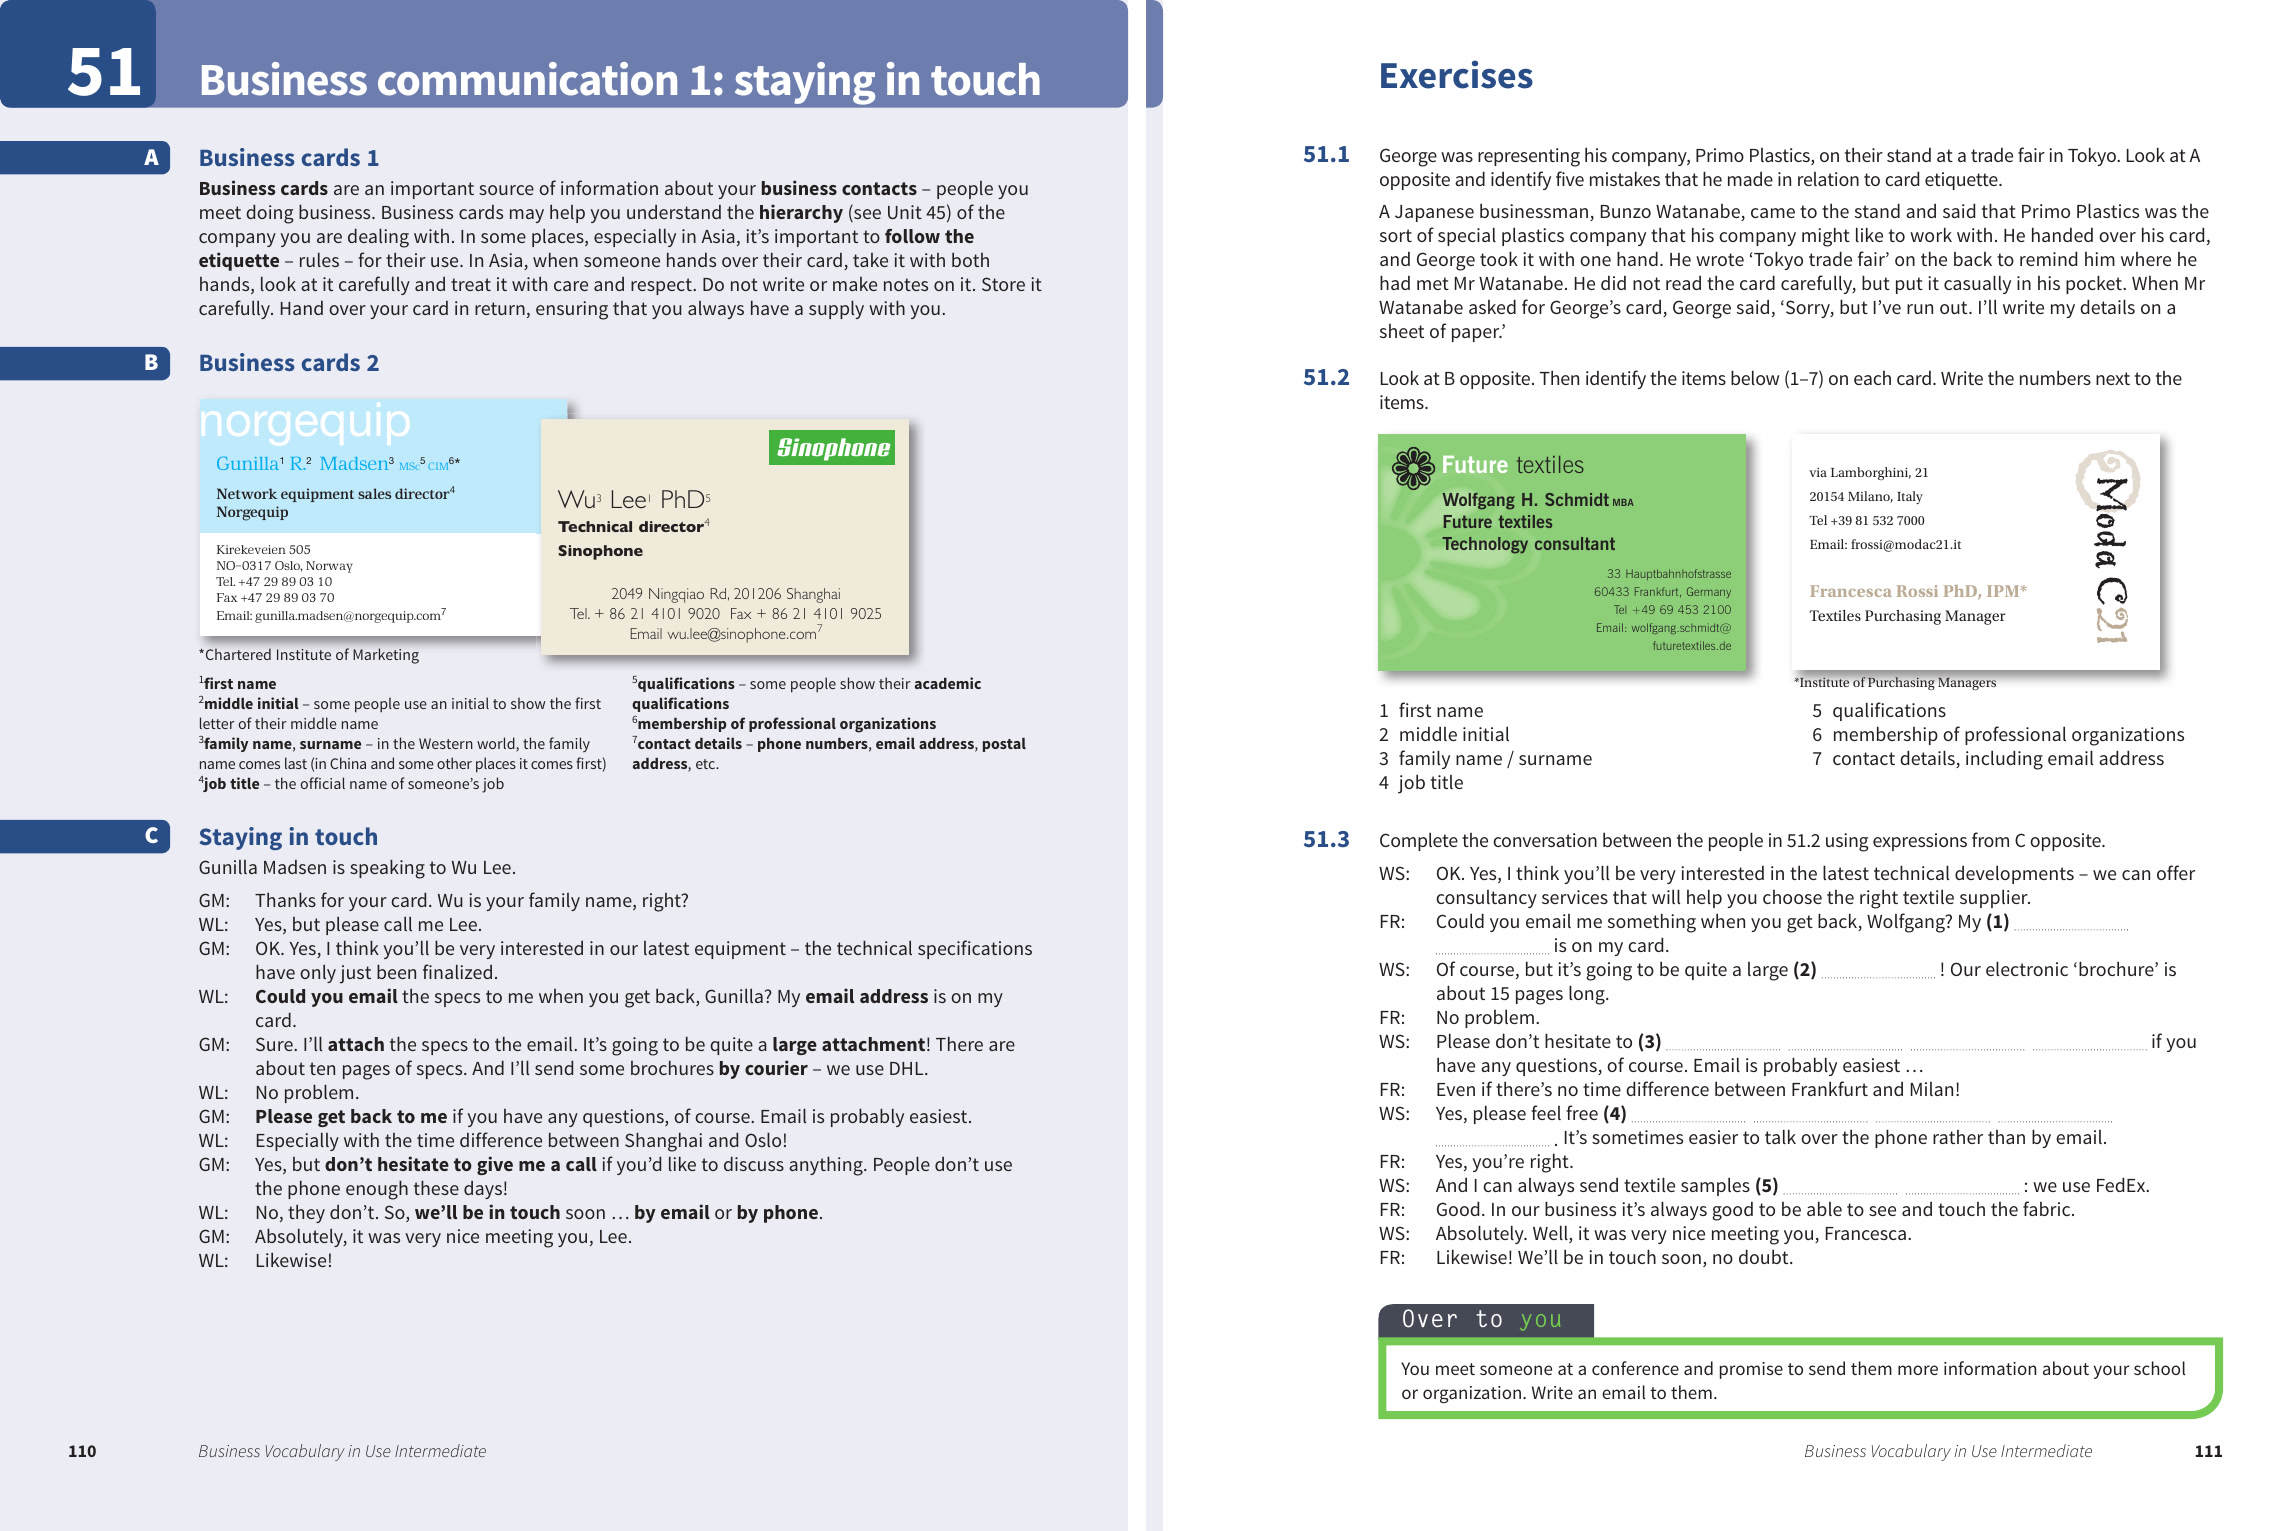 51
Business communication 1: staying in touch
A
Business cards 1
Business cards are an important source of information about your business contacts – people you
meet doing business. Business cards may help you understand the hierarchy (see Unit 45) of the
company you are dealing with. In some places, especially in Asia, it's important to follow the
etiquette – rules – for their use. In Asia, when someone hands over their card, take it with both
hands, look at it carefully and treat it with care and respect. Do not write or make notes on it. Store it
carefully. Hand over your card in return, ensuring that you always have a supply with you.
B
Business cards 2
norgequip
Gunilla¹ R.² Madsen³ MSc⁵ CIM⁶*
Network equipment sales director⁴
Norgequip
Kirekeveien 505
NO–0317 Oslo, Norway
Tel. +47 29 89 03 10
Fax +47 29 89 03 70
Email: gunilla.madsen@norgequip.com⁷
Sinophone
Wu³ Lee¹ PhD⁵
Technical director⁴
Sinophone
2049 Ningqiao Rd, 201206 Shanghai
Tel. + 86 21 4101 9020 Fax + 86 21 4101 9025
Email wu.lee@sinophone.com⁷
*Chartered Institute of Marketing
¹first name
²middle initial – some people use an initial to show the first
letter of their middle name
³family name, surname – in the Western world, the family
name comes last (in China and some other places it comes first)
⁴job title – the official name of someone's job
⁵qualifications – some people show their academic
qualifications
⁶membership of professional organizations
⁷contact details – phone numbers, email address, postal
address, etc.
C
Staying in touch
Gunilla Madsen is speaking to Wu Lee.
GM: Thanks for your card. Wu is your family name, right?
WL: Yes, but please call me Lee.
GM: OK. Yes, I think you'll be very interested in our latest equipment – the technical specifications
have only just been finalized.
WL: Could you email the specs to me when you get back, Gunilla? My email address is on my
card.
GM: Sure. I'll attach the specs to the email. It's going to be quite a large attachment! There are
about ten pages of specs. And I'll send some brochures by courier – we use DHL.
WL: No problem.
GM: Please get back to me if you have any questions, of course. Email is probably easiest.
WL: Especially with the time difference between Shanghai and Oslo!
GM: Yes, but don't hesitate to give me a call if you'd like to discuss anything. People don't use
the phone enough these days!
WL: No, they don't. So, we'll be in touch soon … by email or by phone.
GM: Absolutely, it was very nice meeting you, Lee.
WL: Likewise!
110
Business Vocabulary in Use Intermediate
Exercises
51.1 George was representing his company, Primo Plastics, on their stand at a trade fair in Tokyo. Look at A
opposite and identify five mistakes that he made in relation to card etiquette.
A Japanese businessman, Bunzo Watanabe, came to the stand and said that Primo Plastics was the
sort of special plastics company that his company might like to work with. He handed over his card,
and George took it with one hand. He wrote 'Tokyo trade fair' on the back to remind him where he
had met Mr Watanabe. He did not read the card carefully, but put it casually in his pocket. When Mr
Watanabe asked for George's card, George said, 'Sorry, but I've run out. I'll write my details on a
sheet of paper.'
51.2 Look at B opposite. Then identify the items below (1–7) on each card. Write the numbers next to the
items.
Future textiles
Wolfgang H. Schmidt MBA
Future textiles
Technology consultant
33 Hauptbahnhofstrasse
60433 Frankfurt, Germany
Tel +49 69 453 2100
Email: wolfgang.schmidt@
futuretextiles.de
via Lamborghini, 21
20154 Milano, Italy
Tel +39 81 532 7000
Email: frossi@modac21.it
Francesca Rossi PhD, IPM*
Textiles Purchasing Manager
Moda C21
*Institute of Purchasing Managers
1 first name
2 middle initial
3 family name / surname
4 job title
5 qualifications
6 membership of professional organizations
7 contact details, including email address
51.3 Complete the conversation between the people in 51.2 using expressions from C opposite.
WS: OK. Yes, I think you'll be very interested in the latest technical developments – we can offer
consultancy services that will help you choose the right textile supplier.
FR: Could you email me something when you get back, Wolfgang? My (1) ....................
.................... is on my card.
WS: Of course, but it's going to be quite a large (2) .................... ! Our electronic 'brochure' is
about 15 pages long.
FR: No problem.
WS: Please don't hesitate to (3) .................... .................... .................... .................... if you
have any questions, of course. Email is probably easiest …
FR: Even if there's no time difference between Frankfurt and Milan!
WS: Yes, please feel free (4) .................... .................... .................... ....................
.................... . It's sometimes easier to talk over the phone rather than by email.
FR: Yes, you're right.
WS: And I can always send textile samples (5) .................... .................... : we use FedEx.
FR: Good. In our business it's always good to be able to see and touch the fabric.
WS: Absolutely. Well, it was very nice meeting you, Francesca.
FR: Likewise! We'll be in touch soon, no doubt.
Over to you
You meet someone at a conference and promise to send them more information about your school
or organization. Write an email to them.
Business Vocabulary in Use Intermediate
111